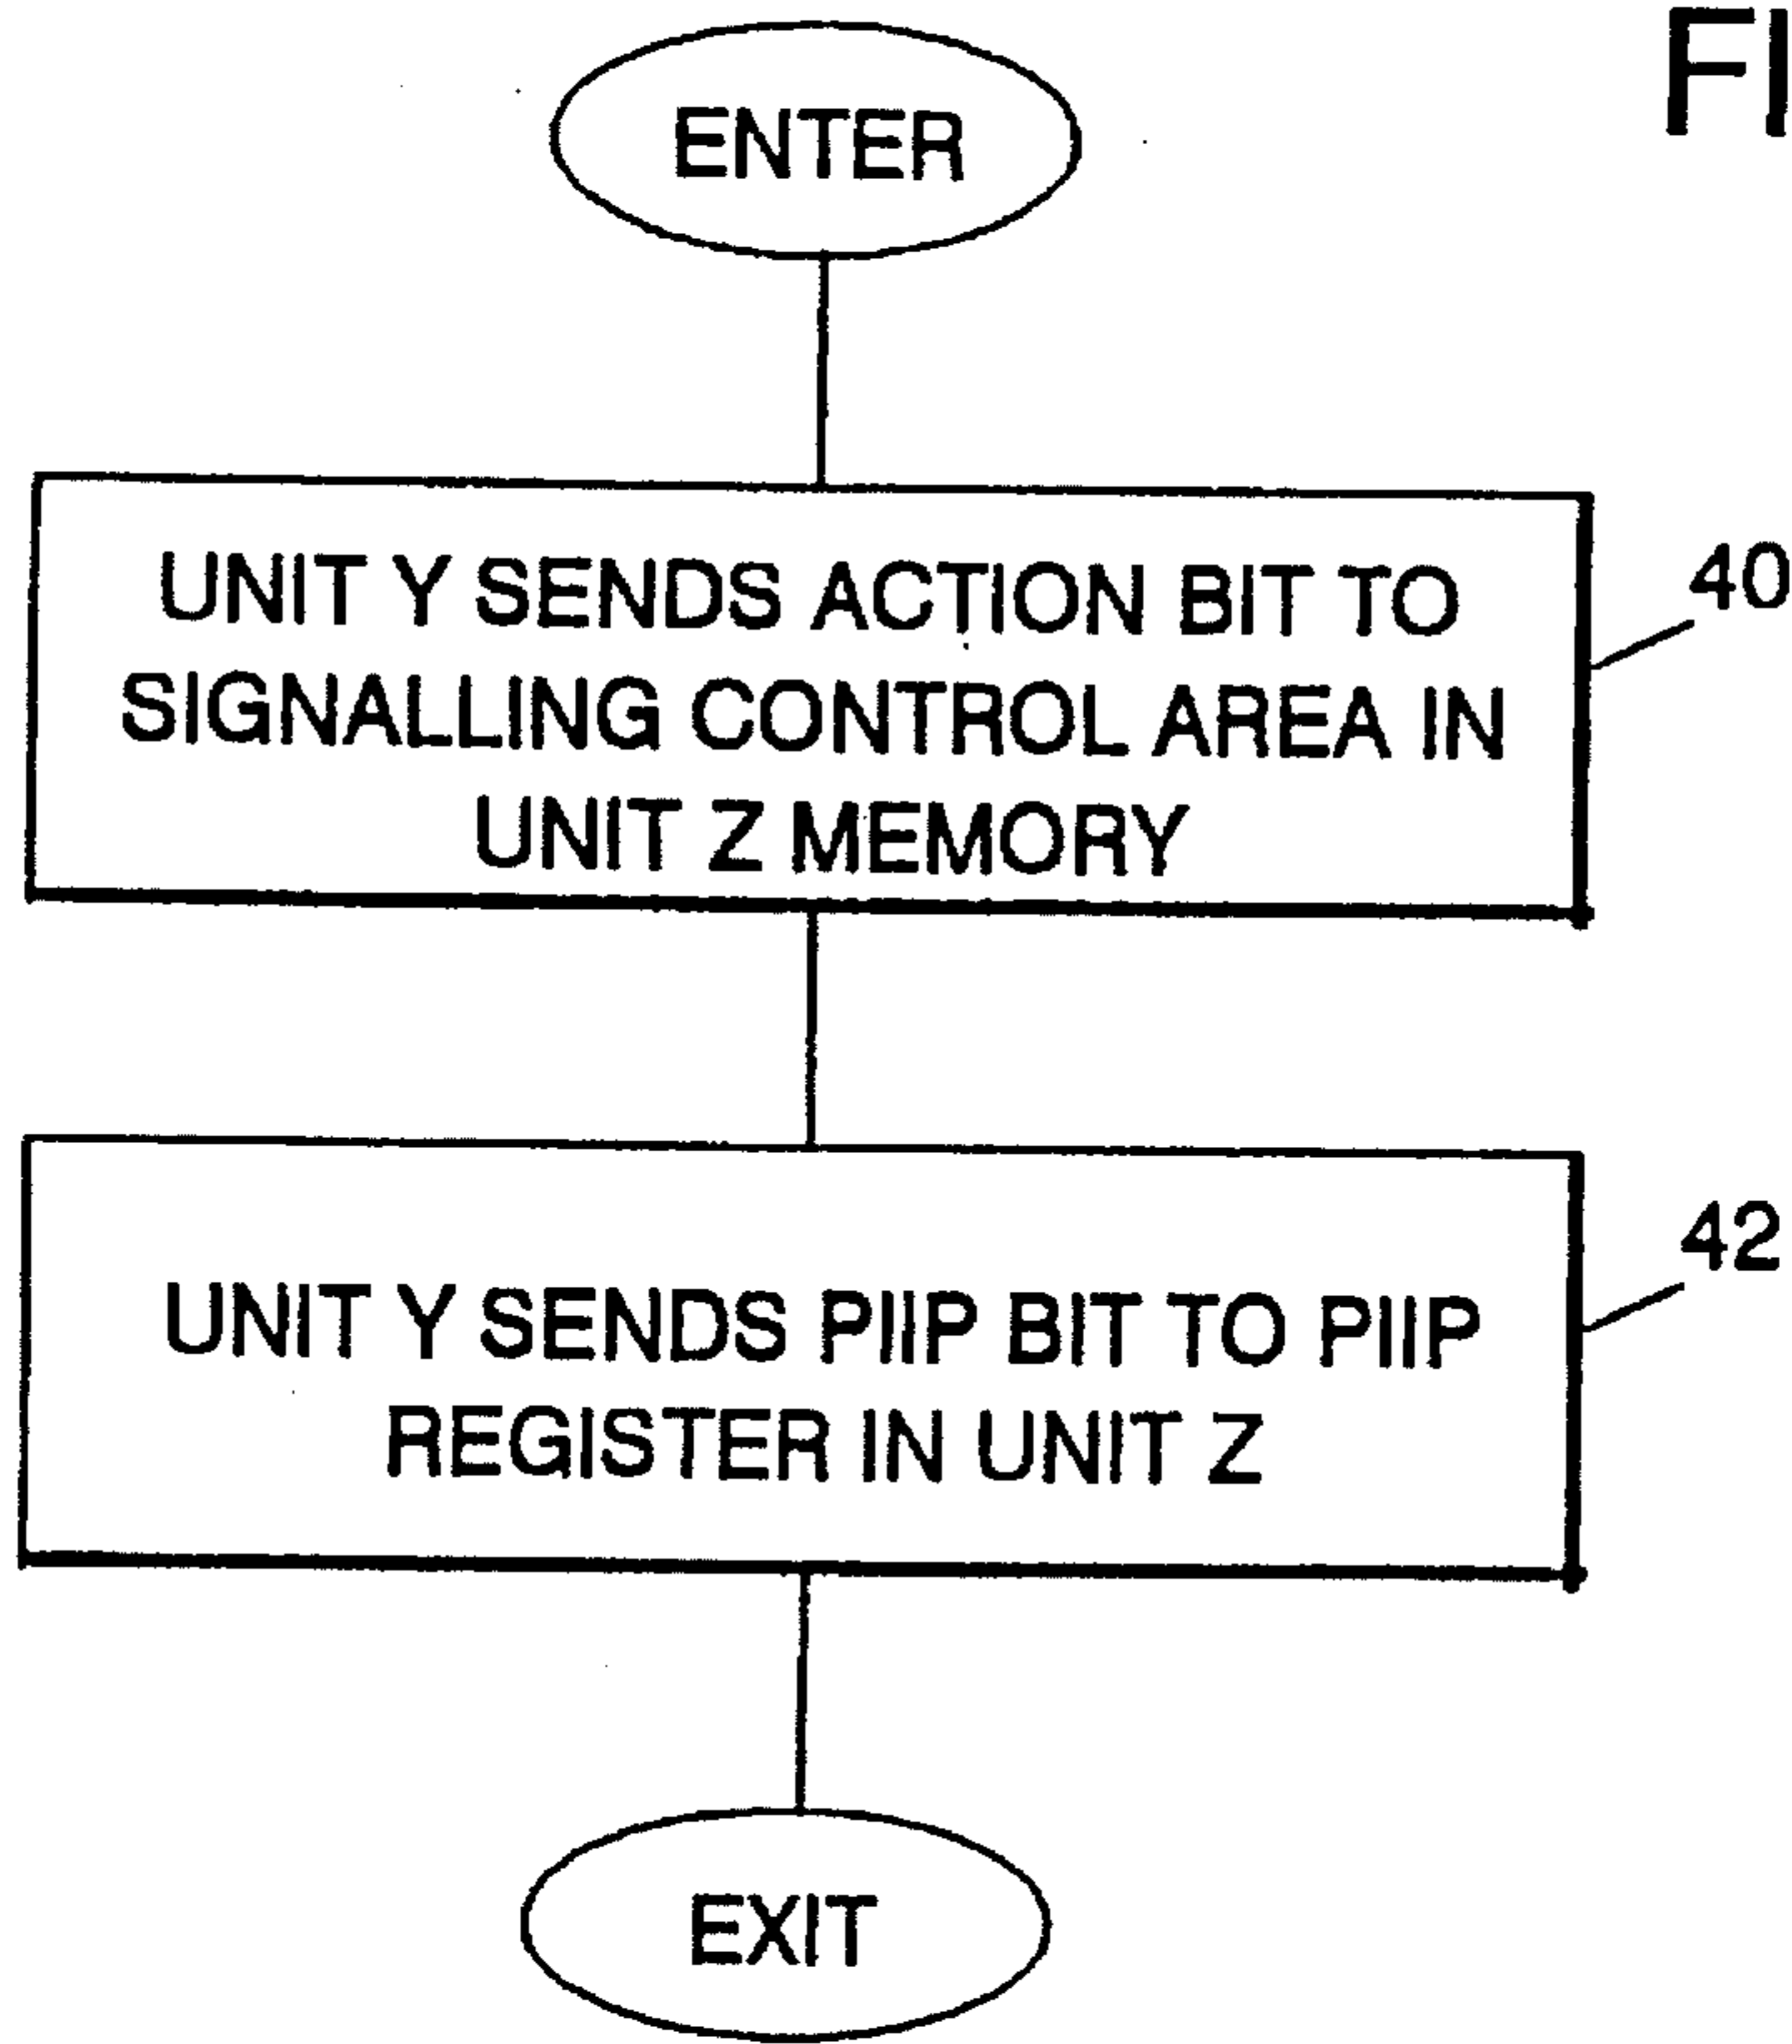 FI
ENTER
UNIT Y SENDS ACTION BIT TO
SIGNALLING CONTROL AREA IN
UNIT Z MEMORY
40
UNIT Y SENDS PIIP BIT TO PIIP
REGISTER IN UNIT Z
42
EXIT